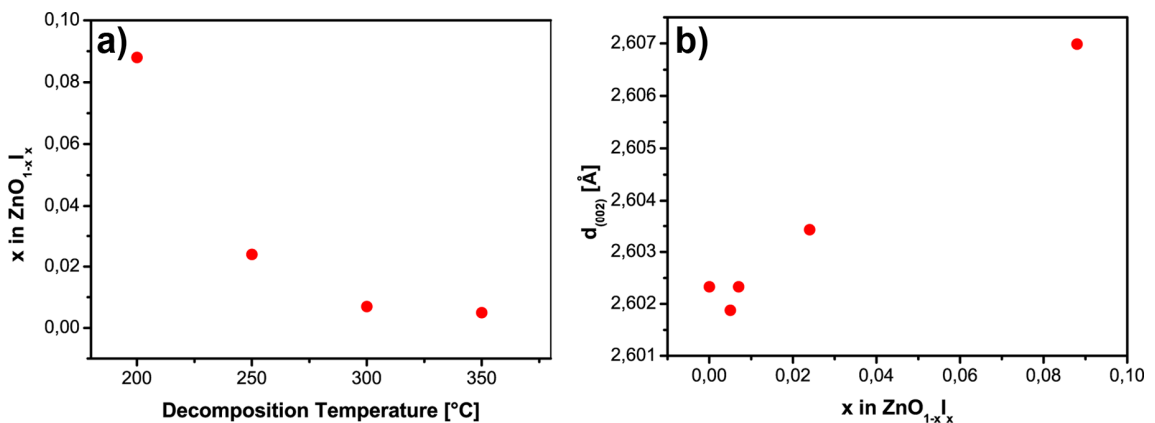 a)
0,10
0,08
0,06
0,04
0,02
0,00
x in ZnO1-xIx
200 250 300 350
Decomposition Temperature [°C]
b)
2,607
2,606
2,605
2,604
2,603
2,602
2,601
d(002) [Å]
0,00 0,02 0,04 0,06 0,08 0,10
x in ZnO1-xIx